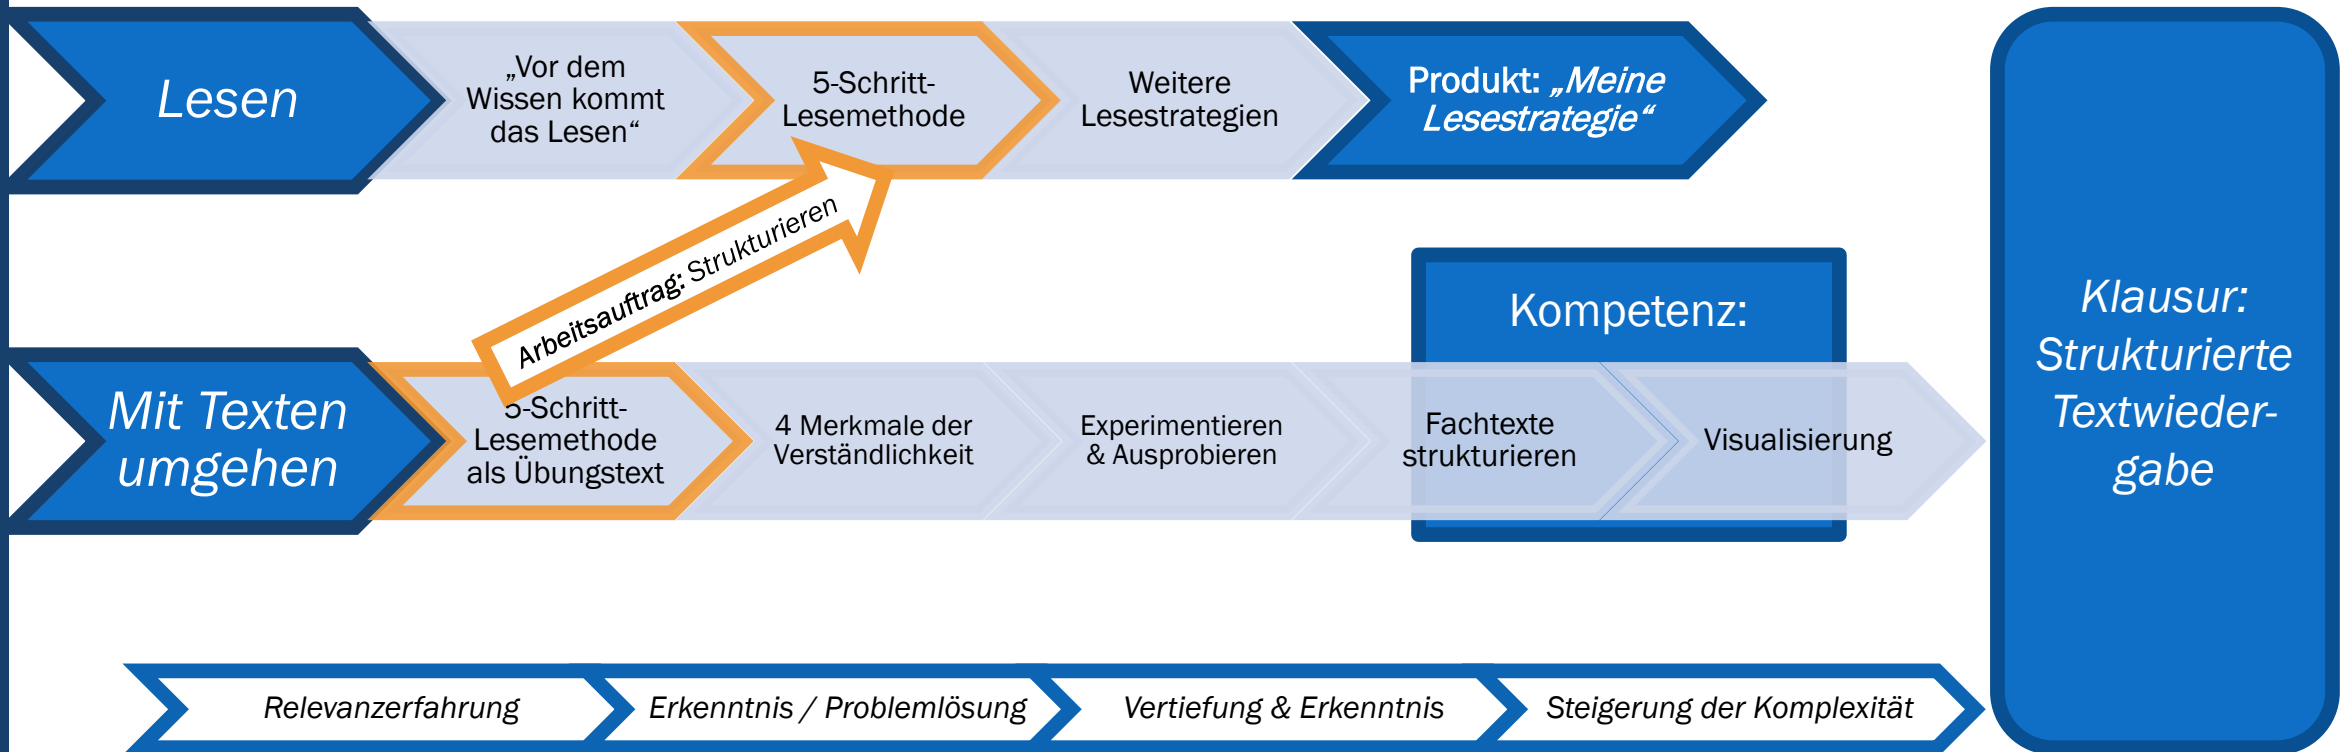 Lesen
„Vor dem
Wissen kommt
das Lesen“
5-Schritt-
Lesemethode
Weitere
Lesestrategien
Produkt: „Meine
Lesestrategie“
Arbeitsauftrag: Strukturieren
Kompetenz:
Mit Texten
umgehen
5-Schritt-
Lesemethode
als Übungstext
4 Merkmale der
Verständlichkeit
Experimentieren
& Ausprobieren
Fachtexte
strukturieren
Visualisierung
Klausur:
Strukturierte
Textwieder-
gabe
Relevanzerfahrung
Erkenntnis / Problemlösung
Vertiefung & Erkenntnis
Steigerung der Komplexität